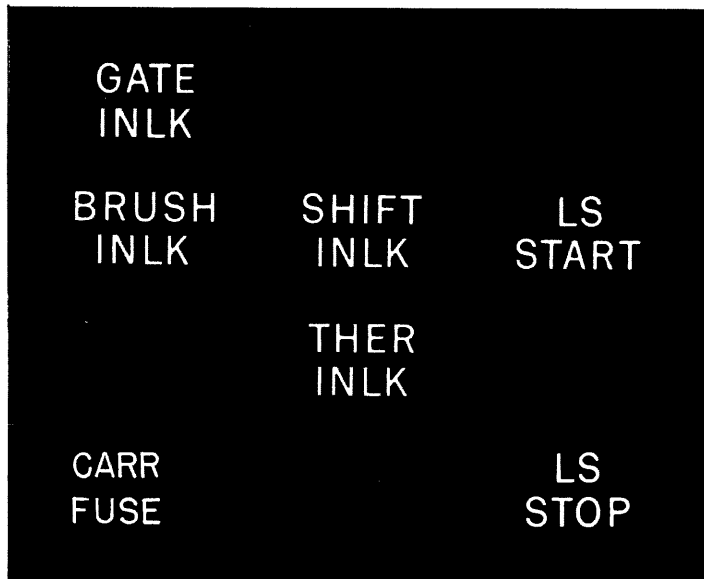 GATE
INLK
BRUSH
INLK
SHIFT
INLK
LS
START
THER
INLK
CARR
FUSE
LS
STOP